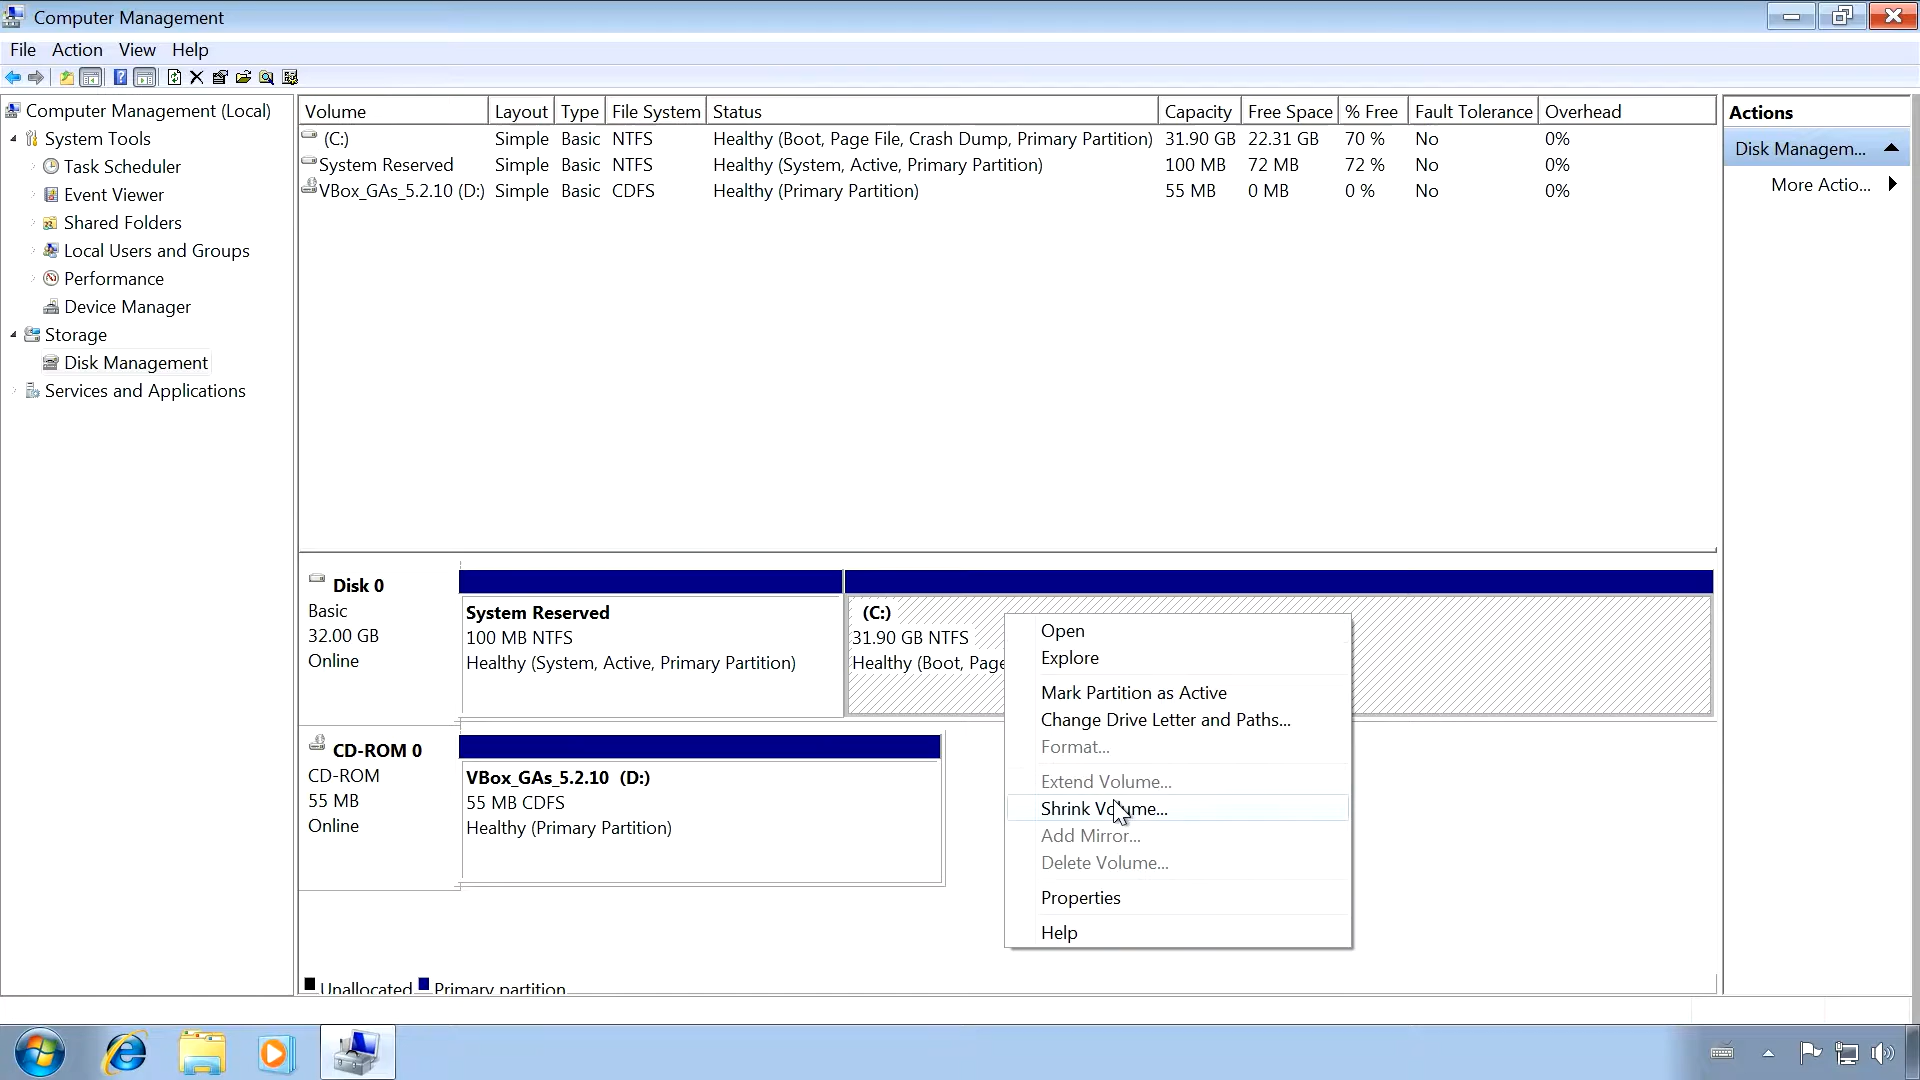 Computer Management
File Action View Help
Computer Management (Local)
System Tools
Task Scheduler
Event Viewer
Shared Folders
Local Users and Groups
Performance
Device Manager
Storage
Disk Management
Services and Applications
Volume Layout Type File System Status Capacity Free Space % Free Fault Tolerance Overhead
(C:) Simple Basic NTFS Healthy (Boot, Page File, Crash Dump, Primary Partition) 31.90 GB 22.31 GB 70 % No 0%
System Reserved Simple Basic NTFS Healthy (System, Active, Primary Partition) 100 MB 72 MB 72 % No 0%
VBox_GAs_5.2.10 (D:) Simple Basic CDFS Healthy (Primary Partition) 55 MB 0 MB 0 % No 0%
Actions
Disk Managem...
More Actio...
Disk 0
Basic
32.00 GB
Online
System Reserved
100 MB NTFS
Healthy (System, Active, Primary Partition)
(C:)
31.90 GB NTFS
Healthy (Boot, Page
Open
Explore
Mark Partition as Active
Change Drive Letter and Paths...
Format...
Extend Volume...
Shrink Volume...
Add Mirror...
Delete Volume...
Properties
Help
CD-ROM 0
CD-ROM
55 MB
Online
VBox_GAs_5.2.10 (D:)
55 MB CDFS
Healthy (Primary Partition)
Unallocated Primary partition